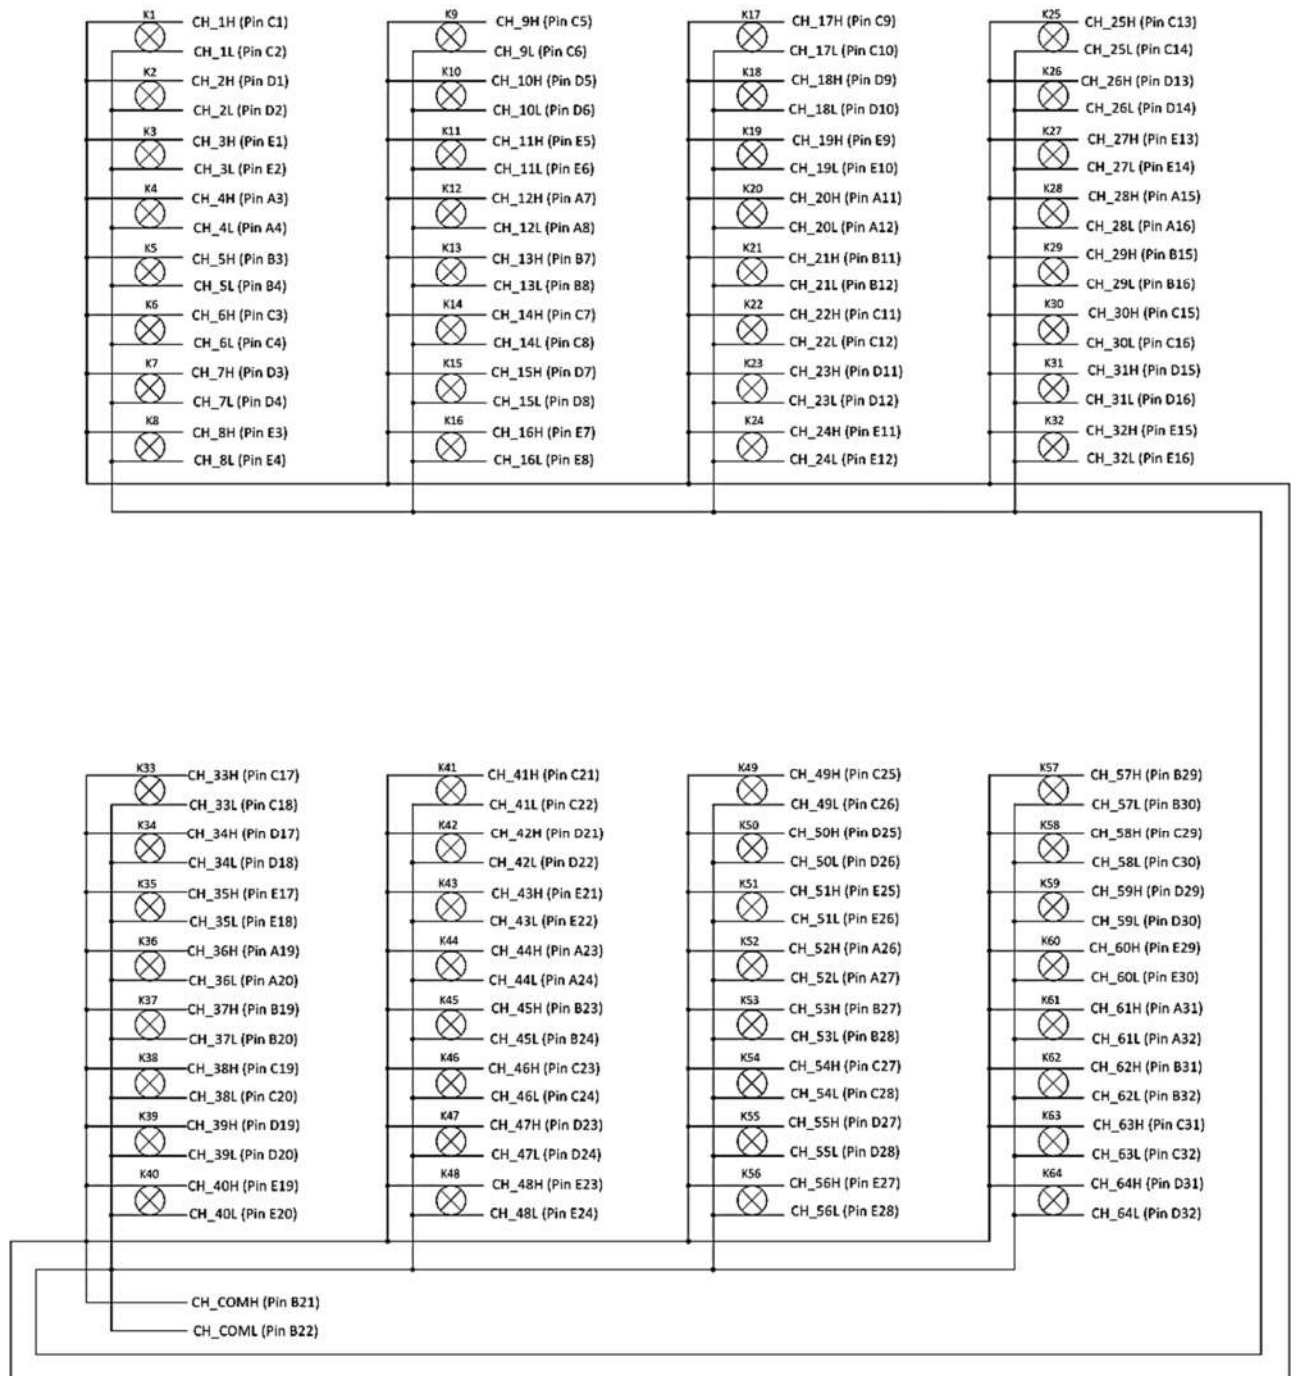 K1 CH_1H (Pin C1)
CH_1L (Pin C2)
K2 CH_2H (Pin D1)
CH_2L (Pin D2)
K3 CH_3H (Pin E1)
CH_3L (Pin E2)
K4 CH_4H (Pin A3)
CH_4L (Pin A4)
K5 CH_5H (Pin B3)
CH_5L (Pin B4)
K6 CH_6H (Pin C3)
CH_6L (Pin C4)
K7 CH_7H (Pin D3)
CH_7L (Pin D4)
K8 CH_8H (Pin E3)
CH_8L (Pin E4)
K9 CH_9H (Pin C5)
CH_9L (Pin C6)
K10 CH_10H (Pin D5)
CH_10L (Pin D6)
K11 CH_11H (Pin E5)
CH_11L (Pin E6)
K12 CH_12H (Pin A7)
CH_12L (Pin A8)
K13 CH_13H (Pin B7)
CH_13L (Pin B8)
K14 CH_14H (Pin C7)
CH_14L (Pin C8)
K15 CH_15H (Pin D7)
CH_15L (Pin D8)
K16 CH_16H (Pin E7)
CH_16L (Pin E8)
K17 CH_17H (Pin C9)
CH_17L (Pin C10)
K18 CH_18H (Pin D9)
CH_18L (Pin D10)
K19 CH_19H (Pin E9)
CH_19L (Pin E10)
K20 CH_20H (Pin A11)
CH_20L (Pin A12)
K21 CH_21H (Pin B11)
CH_21L (Pin B12)
K22 CH_22H (Pin C11)
CH_22L (Pin C12)
K23 CH_23H (Pin D11)
CH_23L (Pin D12)
K24 CH_24H (Pin E11)
CH_24L (Pin E12)
K25 CH_25H (Pin C13)
CH_25L (Pin C14)
K26 CH_26H (Pin D13)
CH_26L (Pin D14)
K27 CH_27H (Pin E13)
CH_27L (Pin E14)
K28 CH_28H (Pin A15)
CH_28L (Pin A16)
K29 CH_29H (Pin B15)
CH_29L (Pin B16)
K30 CH_30H (Pin C15)
CH_30L (Pin C16)
K31 CH_31H (Pin D15)
CH_31L (Pin D16)
K32 CH_32H (Pin E15)
CH_32L (Pin E16)
K33 CH_33H (Pin C17)
CH_33L (Pin C18)
K34 CH_34H (Pin D17)
CH_34L (Pin D18)
K35 CH_35H (Pin E17)
CH_35L (Pin E18)
K36 CH_36H (Pin A19)
CH_36L (Pin A20)
K37 CH_37H (Pin B19)
CH_37L (Pin B20)
K38 CH_38H (Pin C19)
CH_38L (Pin C20)
K39 CH_39H (Pin D19)
CH_39L (Pin D20)
K40 CH_40H (Pin E19)
CH_40L (Pin E20)
K41 CH_41H (Pin C21)
CH_41L (Pin C22)
K42 CH_42H (Pin D21)
CH_42L (Pin D22)
K43 CH_43H (Pin E21)
CH_43L (Pin E22)
K44 CH_44H (Pin A23)
CH_44L (Pin A24)
K45 CH_45H (Pin B23)
CH_45L (Pin B24)
K46 CH_46H (Pin C23)
CH_46L (Pin C24)
K47 CH_47H (Pin D23)
CH_47L (Pin D24)
K48 CH_48H (Pin E23)
CH_48L (Pin E24)
K49 CH_49H (Pin C25)
CH_49L (Pin C26)
K50 CH_50H (Pin D25)
CH_50L (Pin D26)
K51 CH_51H (Pin E25)
CH_51L (Pin E26)
K52 CH_52H (Pin A26)
CH_52L (Pin A27)
K53 CH_53H (Pin B27)
CH_53L (Pin B28)
K54 CH_54H (Pin C27)
CH_54L (Pin C28)
K55 CH_55H (Pin D27)
CH_55L (Pin D28)
K56 CH_56H (Pin E27)
CH_56L (Pin E28)
K57 CH_57H (Pin B29)
CH_57L (Pin B30)
K58 CH_58H (Pin C29)
CH_58L (Pin C30)
K59 CH_59H (Pin D29)
CH_59L (Pin D30)
K60 CH_60H (Pin E29)
CH_60L (Pin E30)
K61 CH_61H (Pin A31)
CH_61L (Pin A32)
K62 CH_62H (Pin B31)
CH_62L (Pin B32)
K63 CH_63H (Pin C31)
CH_63L (Pin C32)
K64 CH_64H (Pin D31)
CH_64L (Pin D32)
CH_COMH (Pin B21)
CH_COML (Pin B22)